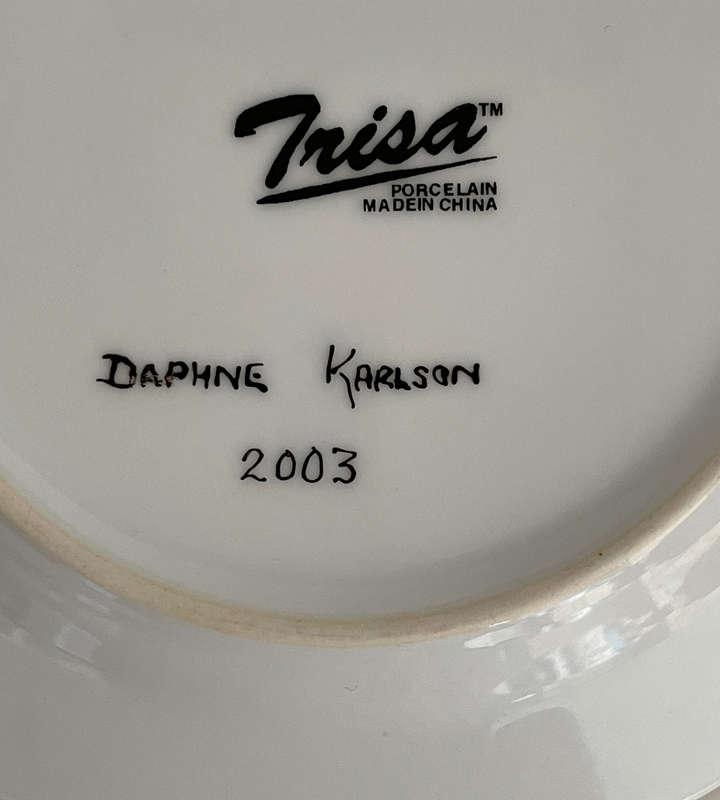 Trisa™
PORCELAIN
MADEIN CHINA
DAPHNE KARLSON
2003